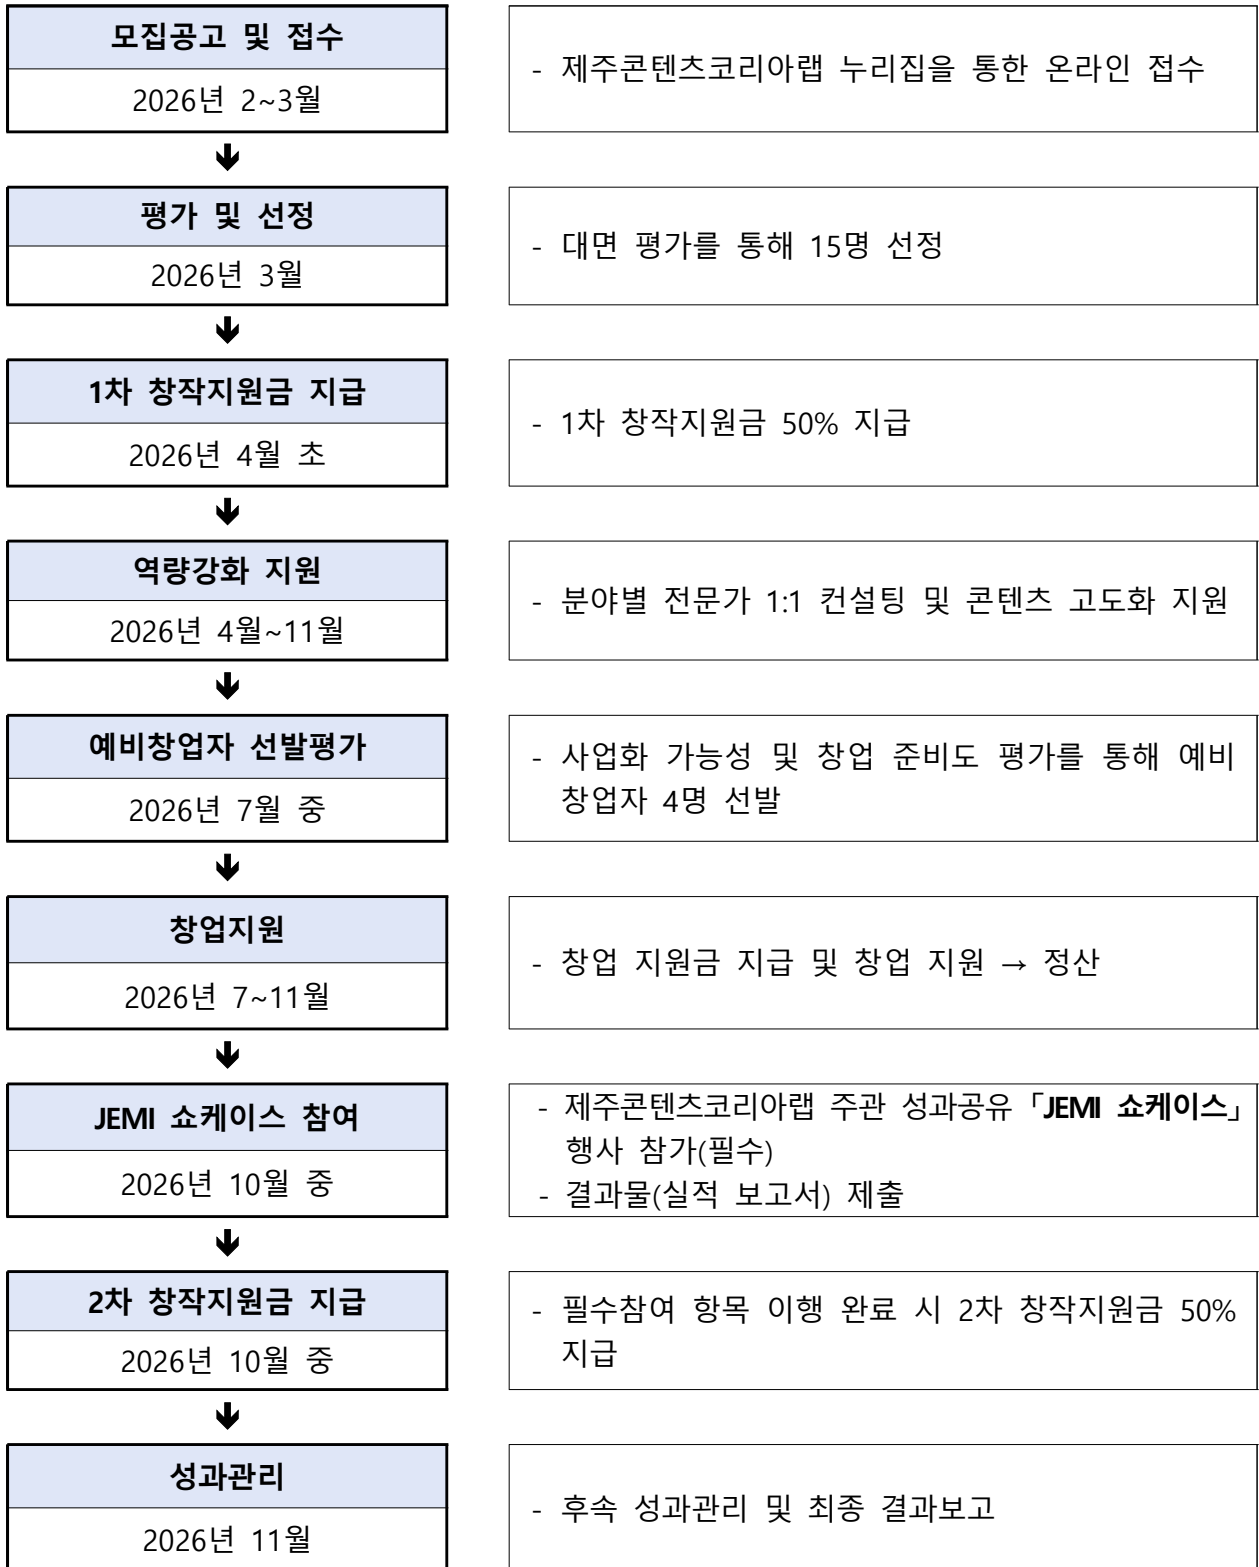 모집공고 및 접수
2026년 2~3월
- 제주콘텐츠코리아랩 누리집을 통한 온라인 접수
평가 및 선정
2026년 3월
- 대면 평가를 통해 15명 선정
1차 창작지원금 지급
2026년 4월 초
- 1차 창작지원금 50% 지급
역량강화 지원
2026년 4월~11월
- 분야별 전문가 1:1 컨설팅 및 콘텐츠 고도화 지원
예비창업자 선발평가
2026년 7월 중
- 사업화 가능성 및 창업 준비도 평가를 통해 예비
창업자 4명 선발
창업지원
2026년 7~11월
- 창업 지원금 지급 및 창업 지원 → 정산
JEMI 쇼케이스 참여
2026년 10월 중
- 제주콘텐츠코리아랩 주관 성과공유「JEMI 쇼케이스」
행사 참가(필수)
- 결과물(실적 보고서) 제출
2차 창작지원금 지급
2026년 10월 중
- 필수참여 항목 이행 완료 시 2차 창작지원금 50%
지급
성과관리
2026년 11월
- 후속 성과관리 및 최종 결과보고